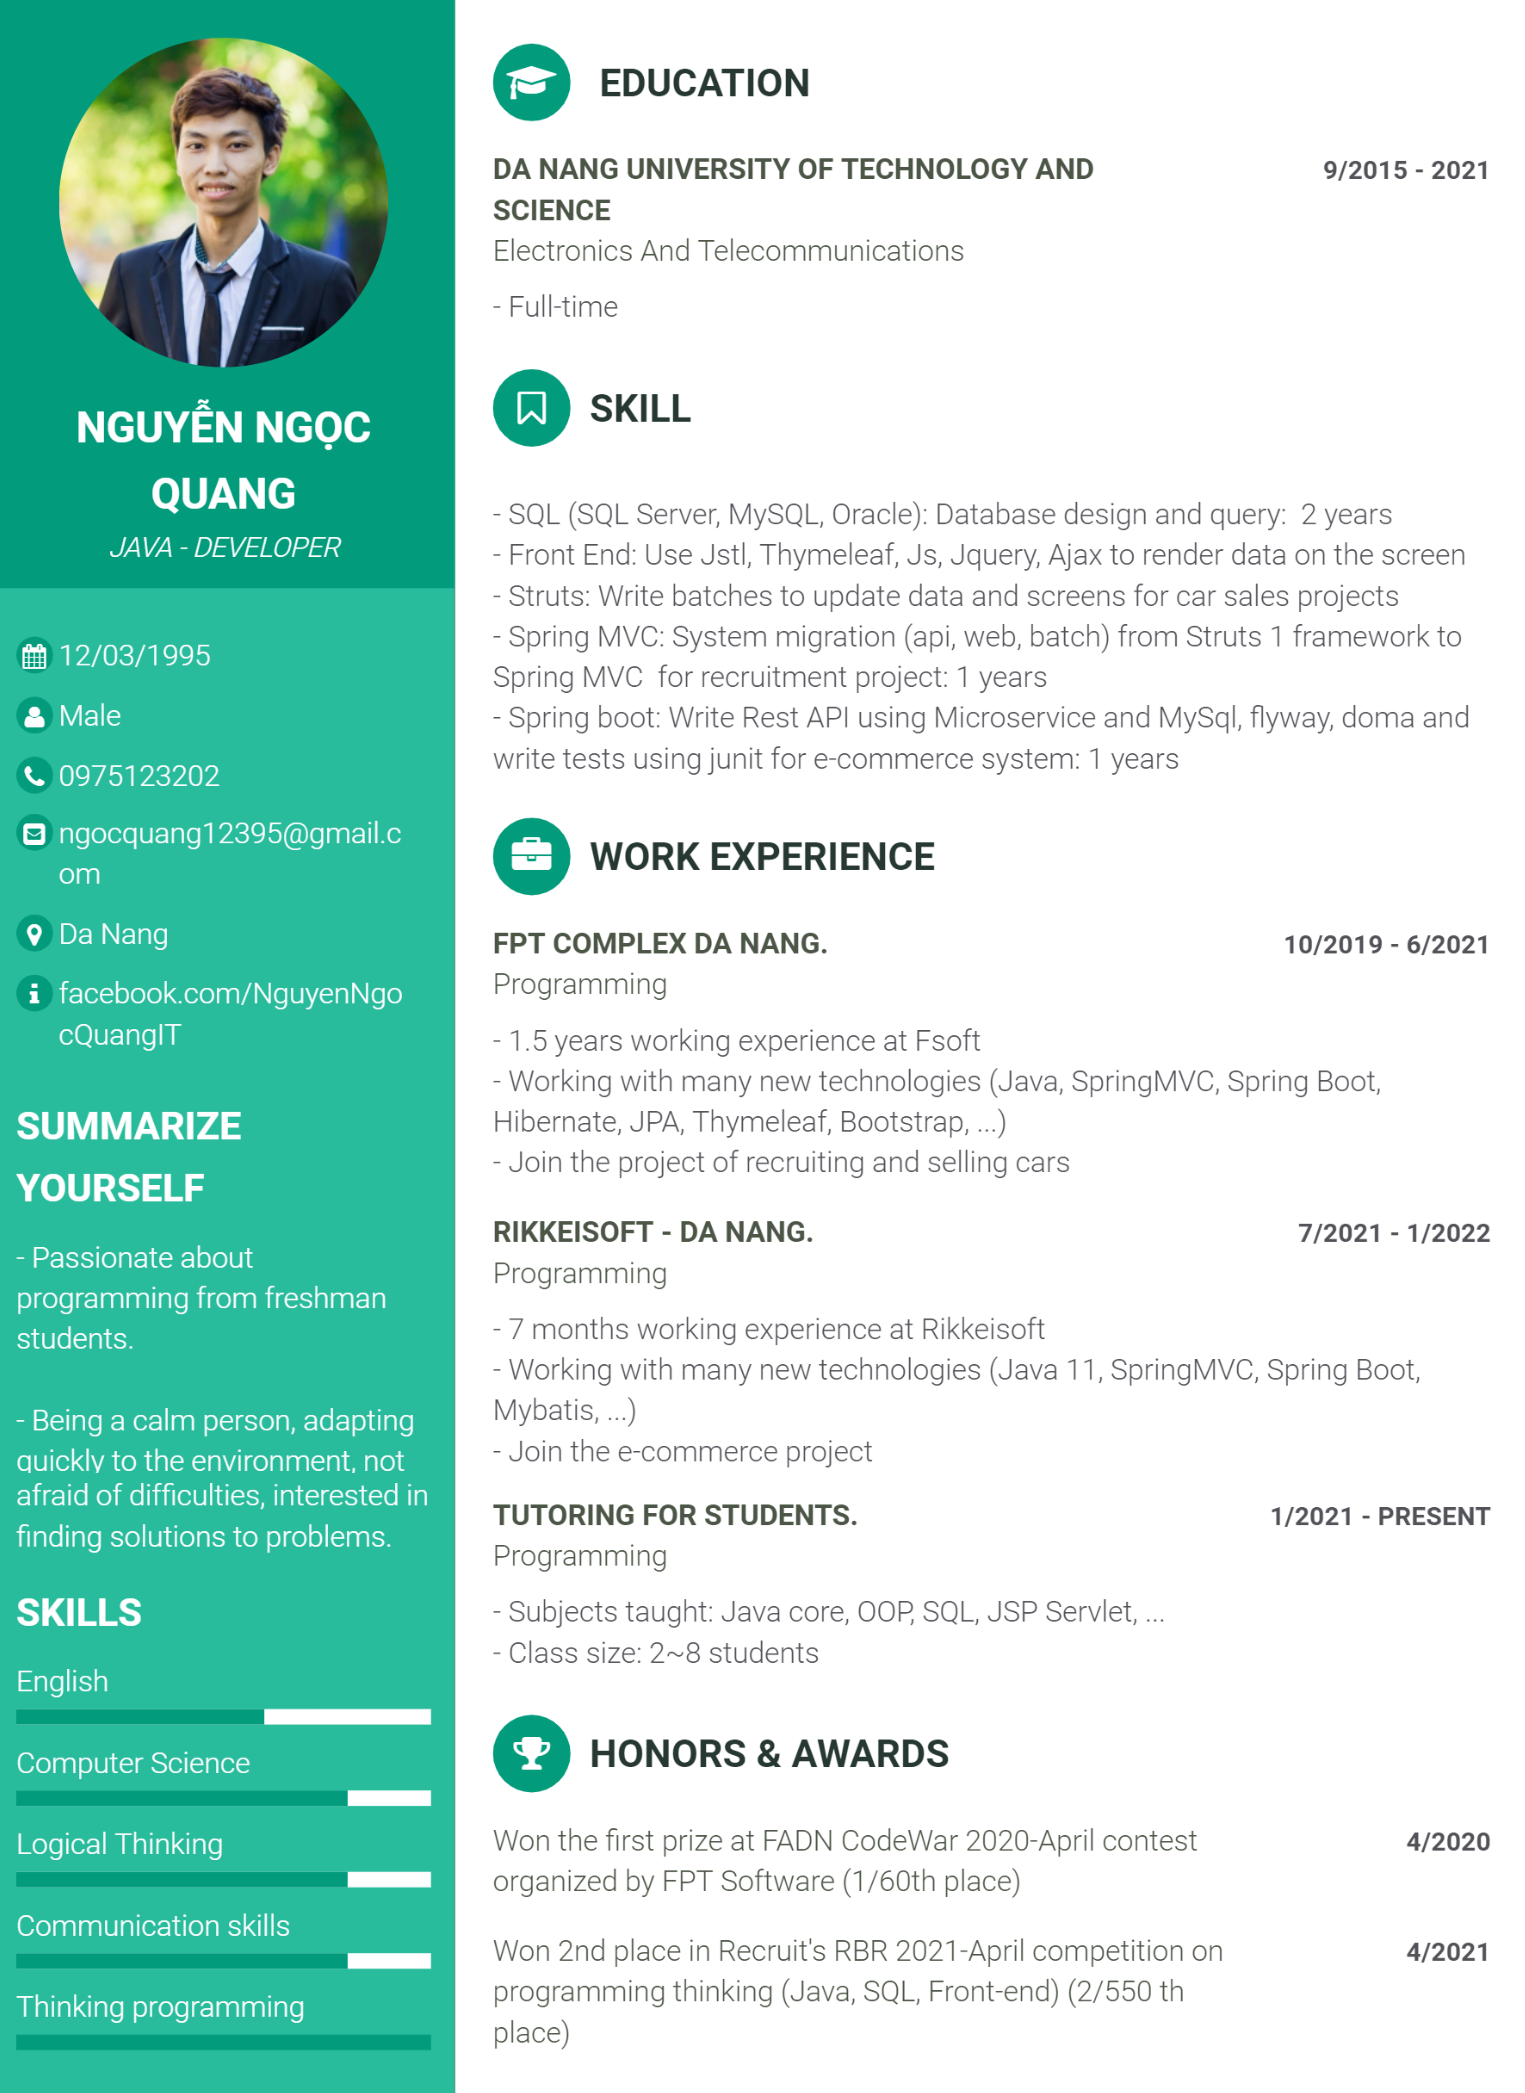 NGUYỄN NGỌC
QUANG
JAVA - DEVELOPER
12/03/1995
Male
0975123202
ngocquang12395@gmail.c
om
Da Nang
facebook.com/NguyenNgo
cQuangIT
SUMMARIZE
YOURSELF
- Passionate about
programming from freshman
students.
- Being a calm person, adapting
quickly to the environment, not
afraid of difficulties, interested in
finding solutions to problems.
SKILLS
English
Computer Science
Logical Thinking
Communication skills
Thinking programming
EDUCATION
DA NANG UNIVERSITY OF TECHNOLOGY AND 9/2015 - 2021
SCIENCE
Electronics And Telecommunications
- Full-time
SKILL
- SQL (SQL Server, MySQL, Oracle): Database design and query:  2 years
- Front End: Use Jstl, Thymeleaf, Js, Jquery, Ajax to render data on the screen
- Struts: Write batches to update data and screens for car sales projects
- Spring MVC: System migration (api, web, batch) from Struts 1 framework to
Spring MVC  for recruitment project: 1 years
- Spring boot: Write Rest API using Microservice and MySql, flyway, doma and
write tests using junit for e-commerce system: 1 years
WORK EXPERIENCE
FPT COMPLEX DA NANG. 10/2019 - 6/2021
Programming
- 1.5 years working experience at Fsoft
- Working with many new technologies (Java, SpringMVC, Spring Boot,
Hibernate, JPA, Thymeleaf, Bootstrap, ...)
- Join the project of recruiting and selling cars
RIKKEISOFT - DA NANG. 7/2021 - 1/2022
Programming
- 7 months working experience at Rikkeisoft
- Working with many new technologies (Java 11, SpringMVC, Spring Boot,
Mybatis, ...)
- Join the e-commerce project
TUTORING FOR STUDENTS. 1/2021 - PRESENT
Programming
- Subjects taught: Java core, OOP, SQL, JSP Servlet, ...
- Class size: 2~8 students
HONORS & AWARDS
Won the first prize at FADN CodeWar 2020-April contest 4/2020
organized by FPT Software (1/60th place)
Won 2nd place in Recruit's RBR 2021-April competition on 4/2021
programming thinking (Java, SQL, Front-end) (2/550 th
place)